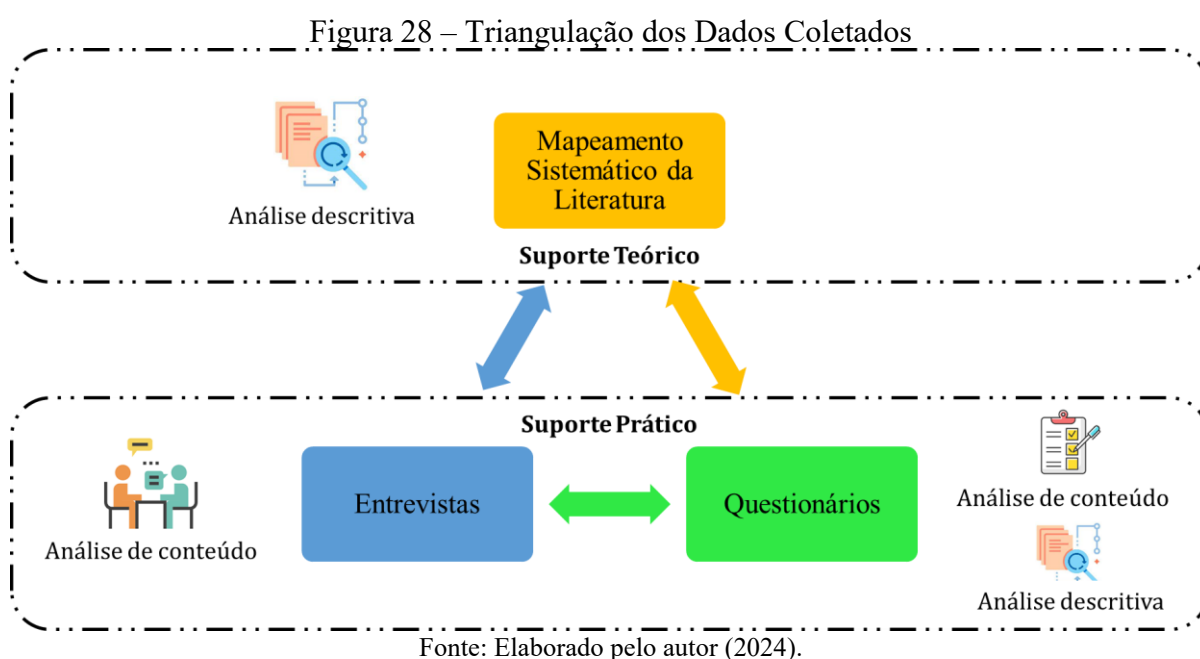 Figura 28 – Triangulação dos Dados Coletados
Mapeamento
Sistemático da
Literatura
Análise descritiva
Suporte Teórico
Suporte Prático
Entrevistas
Questionários
Análise de conteúdo
Análise de conteúdo
Análise descritiva
Fonte: Elaborado pelo autor (2024).